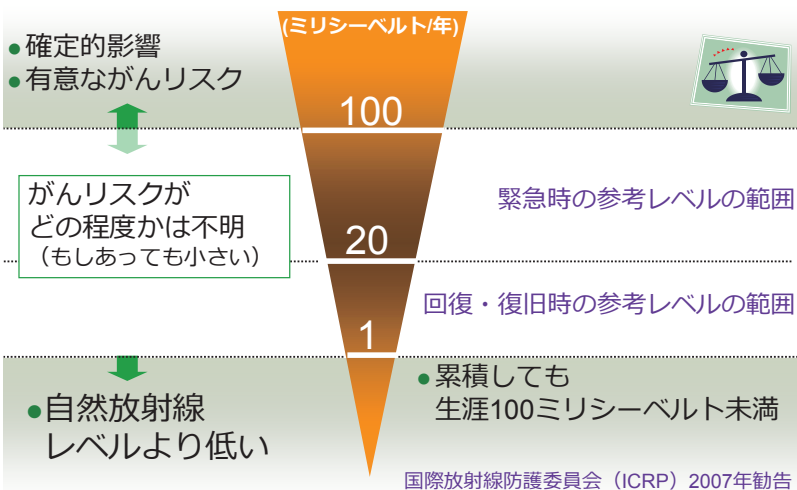 (ミリシーベルト/年)
●確定的影響
●有意ながんリスク
100
がんリスクが
どの程度かは不明
（もしあっても小さい）
緊急時の参考レベルの範囲
20
回復・復旧時の参考レベルの範囲
1
●自然放射線
レベルより低い
●累積しても
生涯100ミリシーベルト未満
国際放射線防護委員会（ICRP）2007年勧告